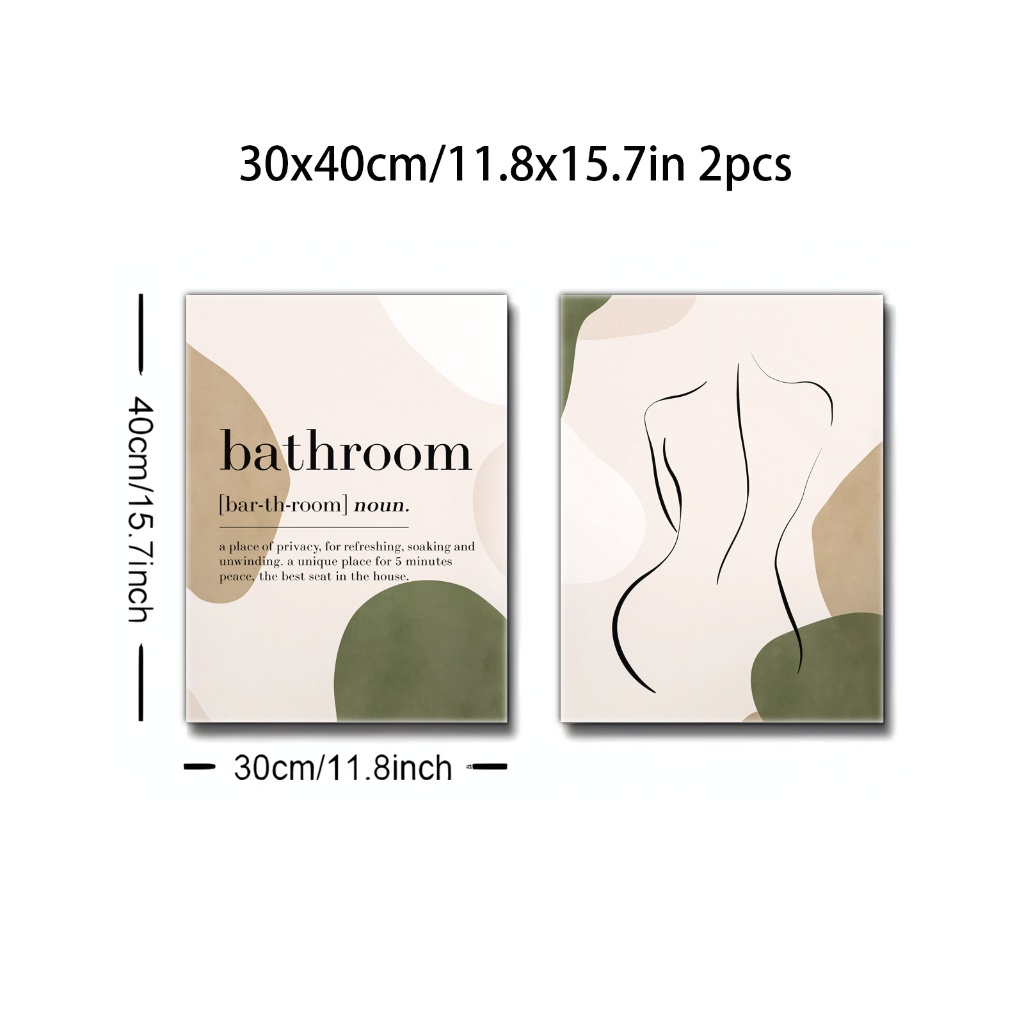 30x40cm/11.8x15.7in 2pcs
40cm/15.7inch
bathroom
[bar-th-room] noun.
a place of privacy, for refreshing, soaking and
unwinding. a unique place for 5 minutes
peace. the best seat in the house.
30cm/11.8inch